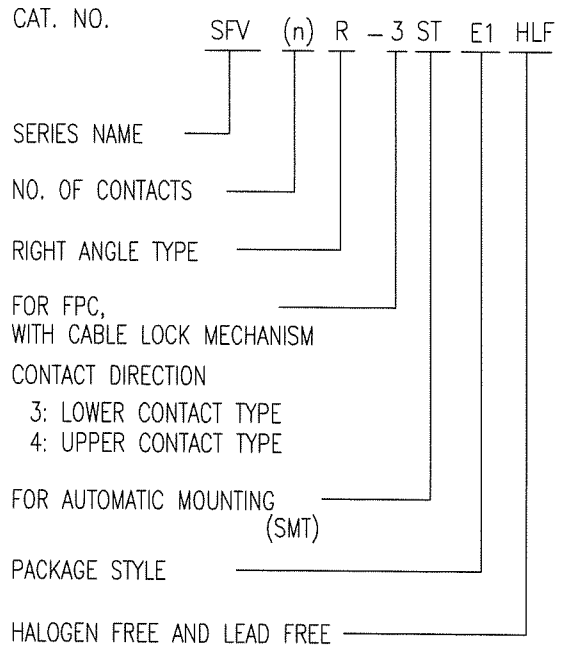 CAT. NO.
SFV (n) R - 3 ST E1 HLF
SERIES NAME
NO. OF CONTACTS
RIGHT ANGLE TYPE
FOR FPC,
WITH CABLE LOCK MECHANISM
CONTACT DIRECTION
3: LOWER CONTACT TYPE
4: UPPER CONTACT TYPE
FOR AUTOMATIC MOUNTING
(SMT)
PACKAGE STYLE
HALOGEN FREE AND LEAD FREE